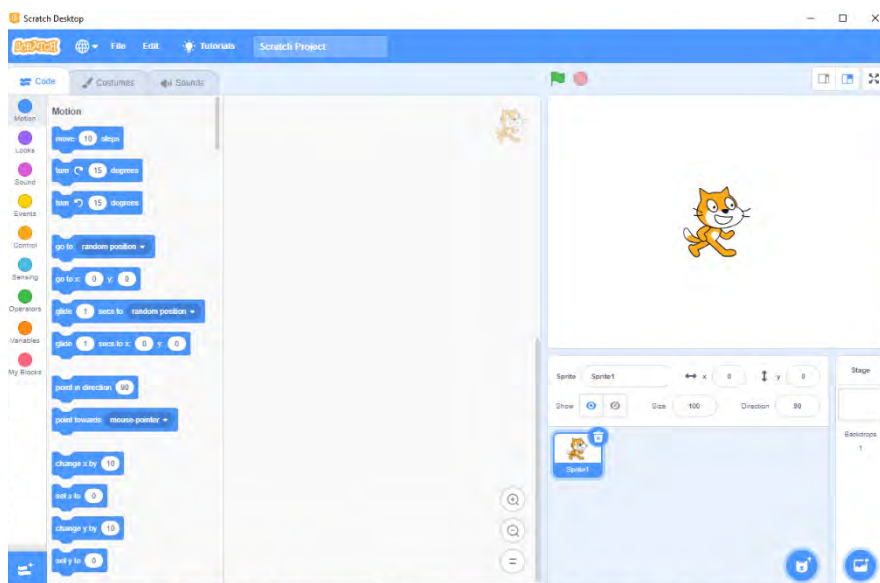 Scratch Desktop
SCRATCH File Edit Tutorials Scratch Project
Code Costumes Sounds
Motion
Looks
Sound
Events
Control
Sensing
Operators
Variables
My Blocks
Motion
move 10 steps
turn 15 degrees
turn 15 degrees
go to random position
go to x: 0 y: 0
glide 1 secs to random position
glide 1 secs to x: 0 y: 0
point in direction 90
point towards mouse-pointer
change x by 10
set x to 0
change y by 10
set y to 0
Sprite Sprite1 x 0 y 0
Show Size 100 Direction 90
Sprite1
Stage
Backdrops
1